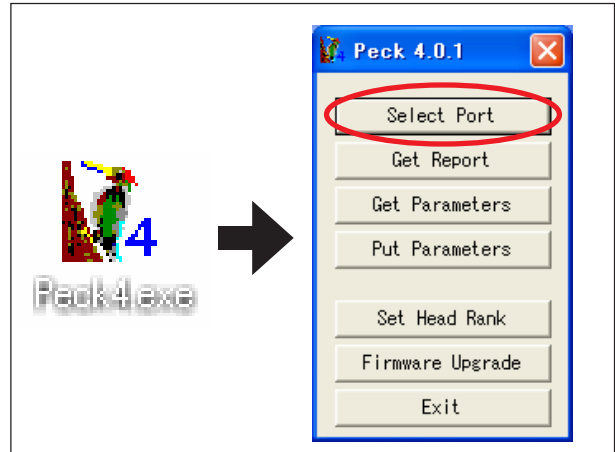 4
Peck4.exe
Peck 4.0.1
Select Port
Get Report
Get Parameters
Put Parameters
Set Head Rank
Firmware Upgrade
Exit